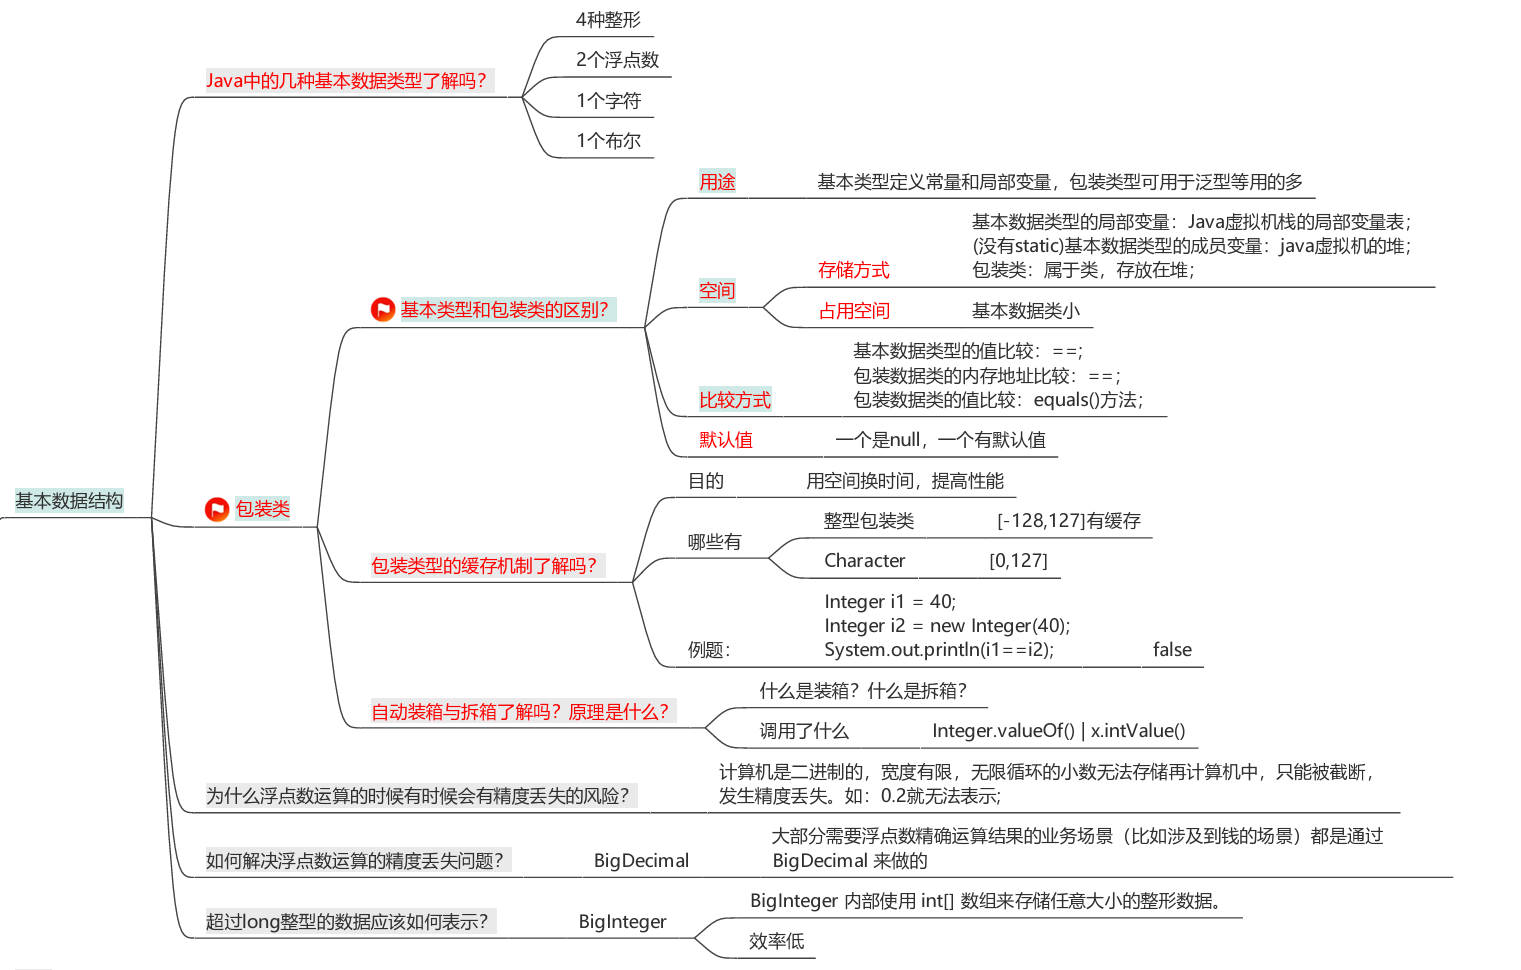 基本数据结构
Java中的几种基本数据类型了解吗？
4种整形
2个浮点数
1个字符
1个布尔
包装类
基本类型和包装类的区别？
用途
基本类型定义常量和局部变量，包装类型可用于泛型等用的多
空间
存储方式
基本数据类型的局部变量：Java虚拟机栈的局部变量表；
(没有static)基本数据类型的成员变量：java虚拟机的堆；
包装类：属于类，存放在堆；
占用空间
基本数据类小
比较方式
基本数据类型的值比较：==；
包装数据类的内存地址比较：==；
包装数据类的值比较：equals()方法；
默认值
一个是null，一个有默认值
包装类型的缓存机制了解吗？
目的
用空间换时间，提高性能
哪些有
整型包装类
[-128,127]有缓存
Character
[0,127]
例题：
Integer i1 = 40;
Integer i2 = new Integer(40);
System.out.println(i1==i2);
false
自动装箱与拆箱了解吗？原理是什么？
什么是装箱？什么是拆箱？
调用了什么
Integer.valueOf() | x.intValue()
为什么浮点数运算的时候有时候会有精度丢失的风险？
计算机是二进制的，宽度有限，无限循环的小数无法存储再计算机中，只能被截断，
发生精度丢失。如：0.2就无法表示;
如何解决浮点数运算的精度丢失问题？
BigDecimal
大部分需要浮点数精确运算结果的业务场景（比如涉及到钱的场景）都是通过
BigDecimal 来做的
超过long整型的数据应该如何表示？
BigInteger
BigInteger 内部使用 int[] 数组来存储任意大小的整形数据。
效率低